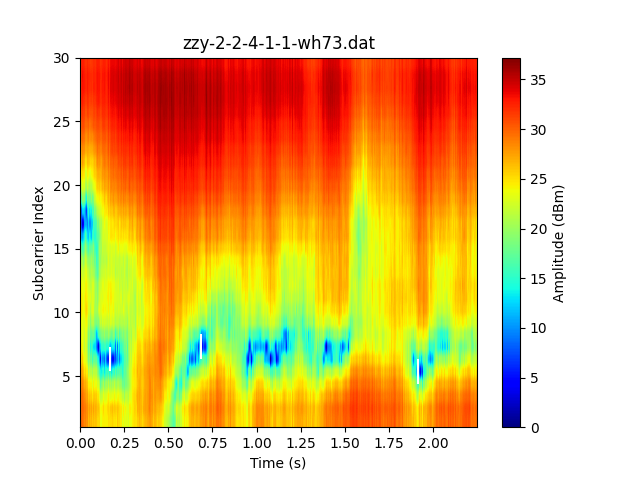 zzy-2-2-4-1-1-wh73.dat
30
25
20
15
10
5
Subcarrier Index
0.00 0.25 0.50 0.75 1.00 1.25 1.50 1.75 2.00
Time (s)
35
30
25
20
15
10
5
0
Amplitude (dBm)